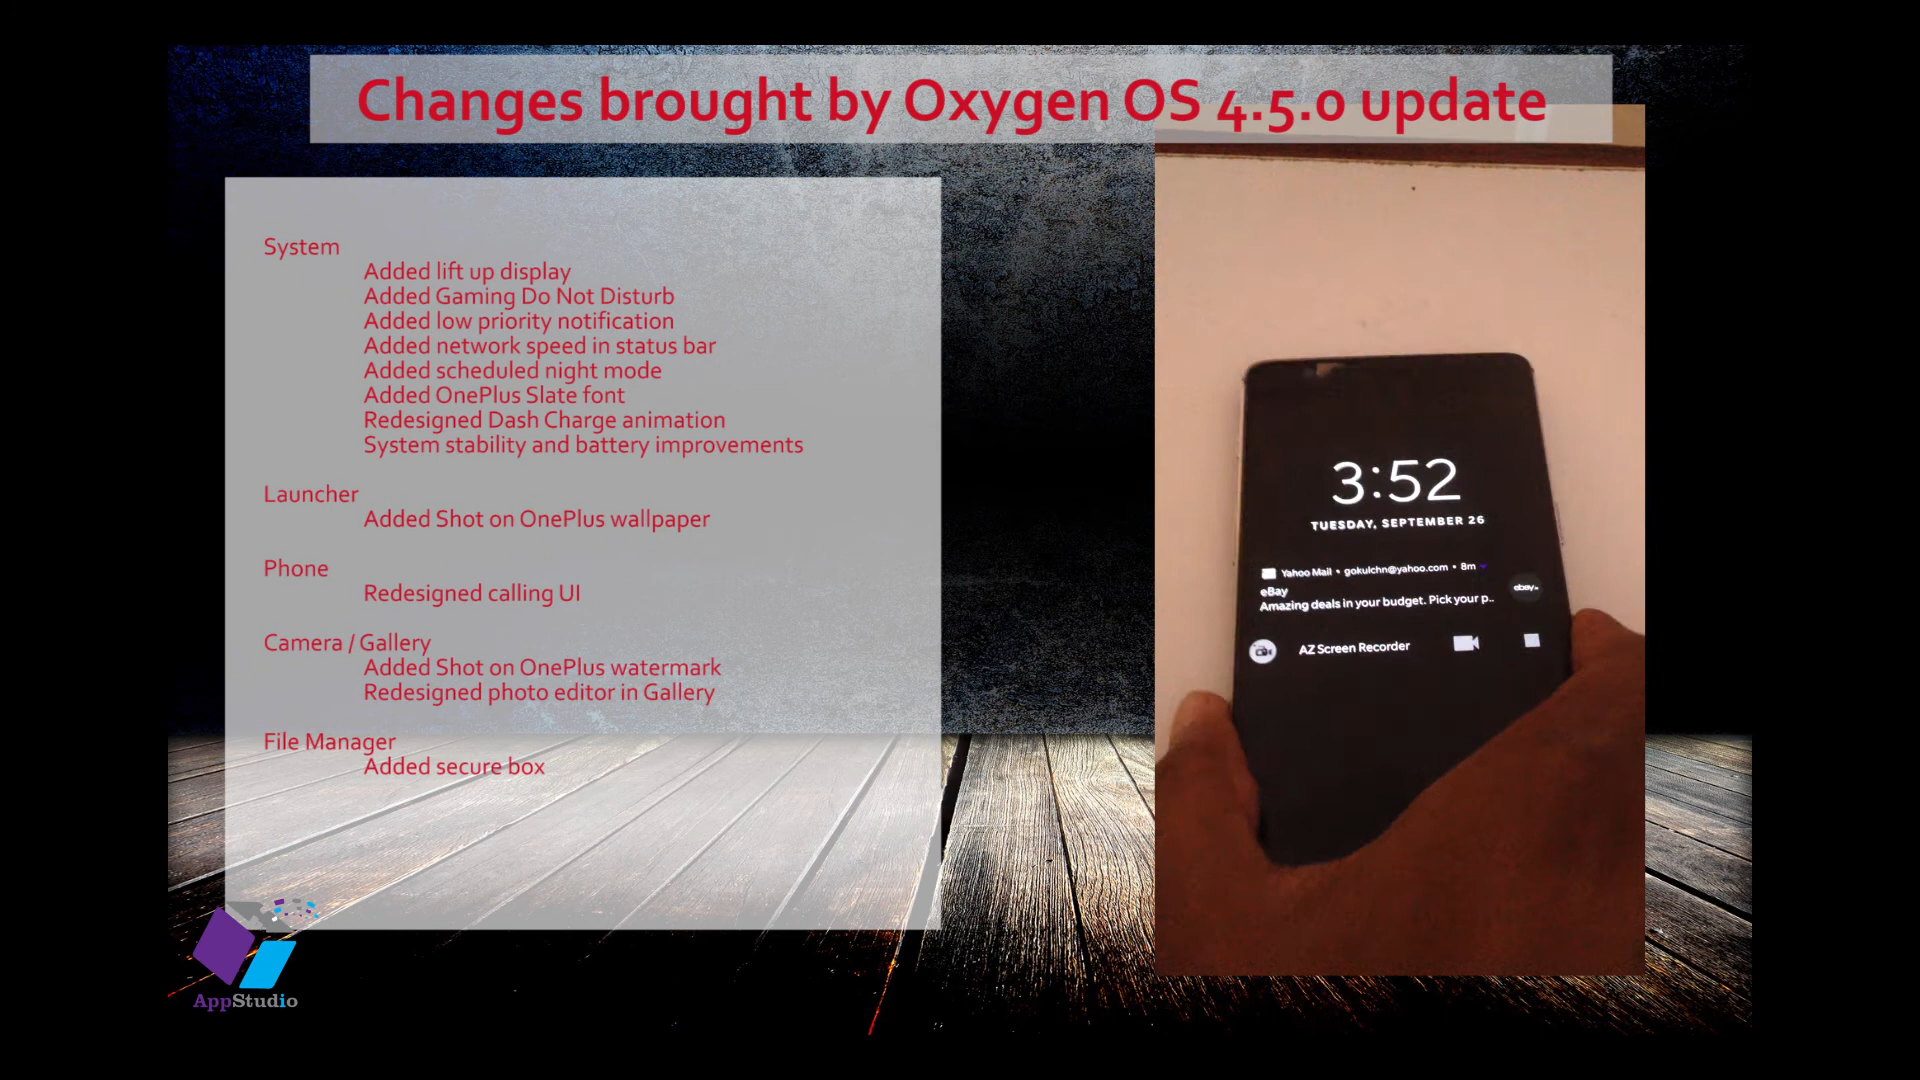 Changes brought by Oxygen OS 4.5.0 update
System
Added lift up display
Added Gaming Do Not Disturb
Added low priority notification
Added network speed in status bar
Added scheduled night mode
Added OnePlus Slate font
Redesigned Dash Charge animation
System stability and battery improvements
Launcher
Added Shot on OnePlus wallpaper
Phone
Redesigned calling UI
Camera / Gallery
Added Shot on OnePlus watermark
Redesigned photo editor in Gallery
File Manager
Added secure box
AppStudio
3:52
TUESDAY, SEPTEMBER 26
Yahoo Mail • gokulchn@yahoo.com • 8m
eBay
Amazing deals in your budget. Pick your p..
ebay
AZ Screen Recorder